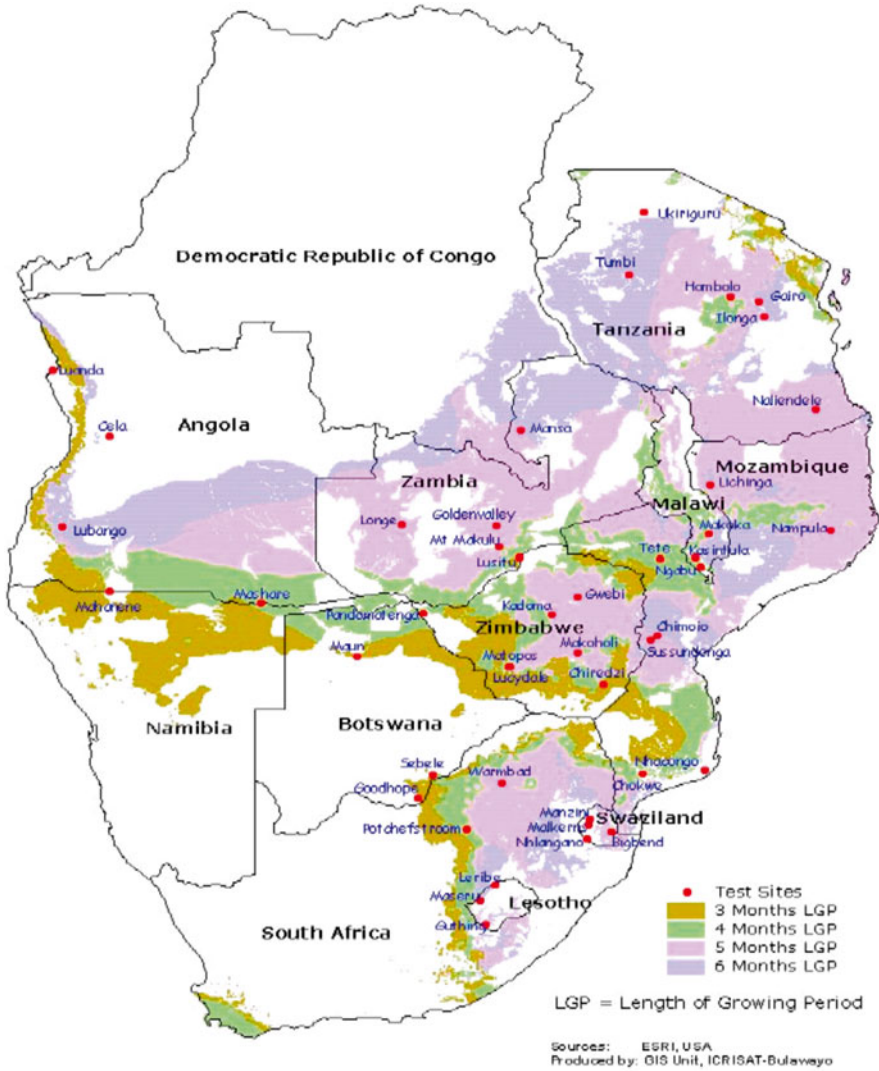 Ukiriguru
Tumbi
Democratic Republic of Congo
Hombolo
Gairo
Ilonga
Tanzania
Luanda
Naliendele
Cela
Angola
Mansa
Mozambique
Zambia
Lichinga
Malawi
Longe
Goldenvalley
Makoka
Nampula
Mt Makulu
Lubango
Lusitu
Tete
Kasinthula
Ngabu
Mahanene
Mashare
Pandamatenga
Kadoma
Gwebi
Zimbabwe
Chimoio
Maun
Makoholi
Sussundenga
Matopos
Lucydale
Chiredzi
Namibia
Botswana
Sebele
Warmbad
Nhacongo
Chokwe
Goodhope
Manzini
Swaziland
Potchefstroom
Malkerns
Nhlangano
Bigbend
Leribe
Maseru
Lesotho
South Africa
Quthing
Test Sites
3 Months LGP
4 Months LGP
5 Months LGP
6 Months LGP
LGP = Length of Growing Period
Sources: ESRI, USA
Produced by: GIS Unit, ICRISAT-Bulawayo